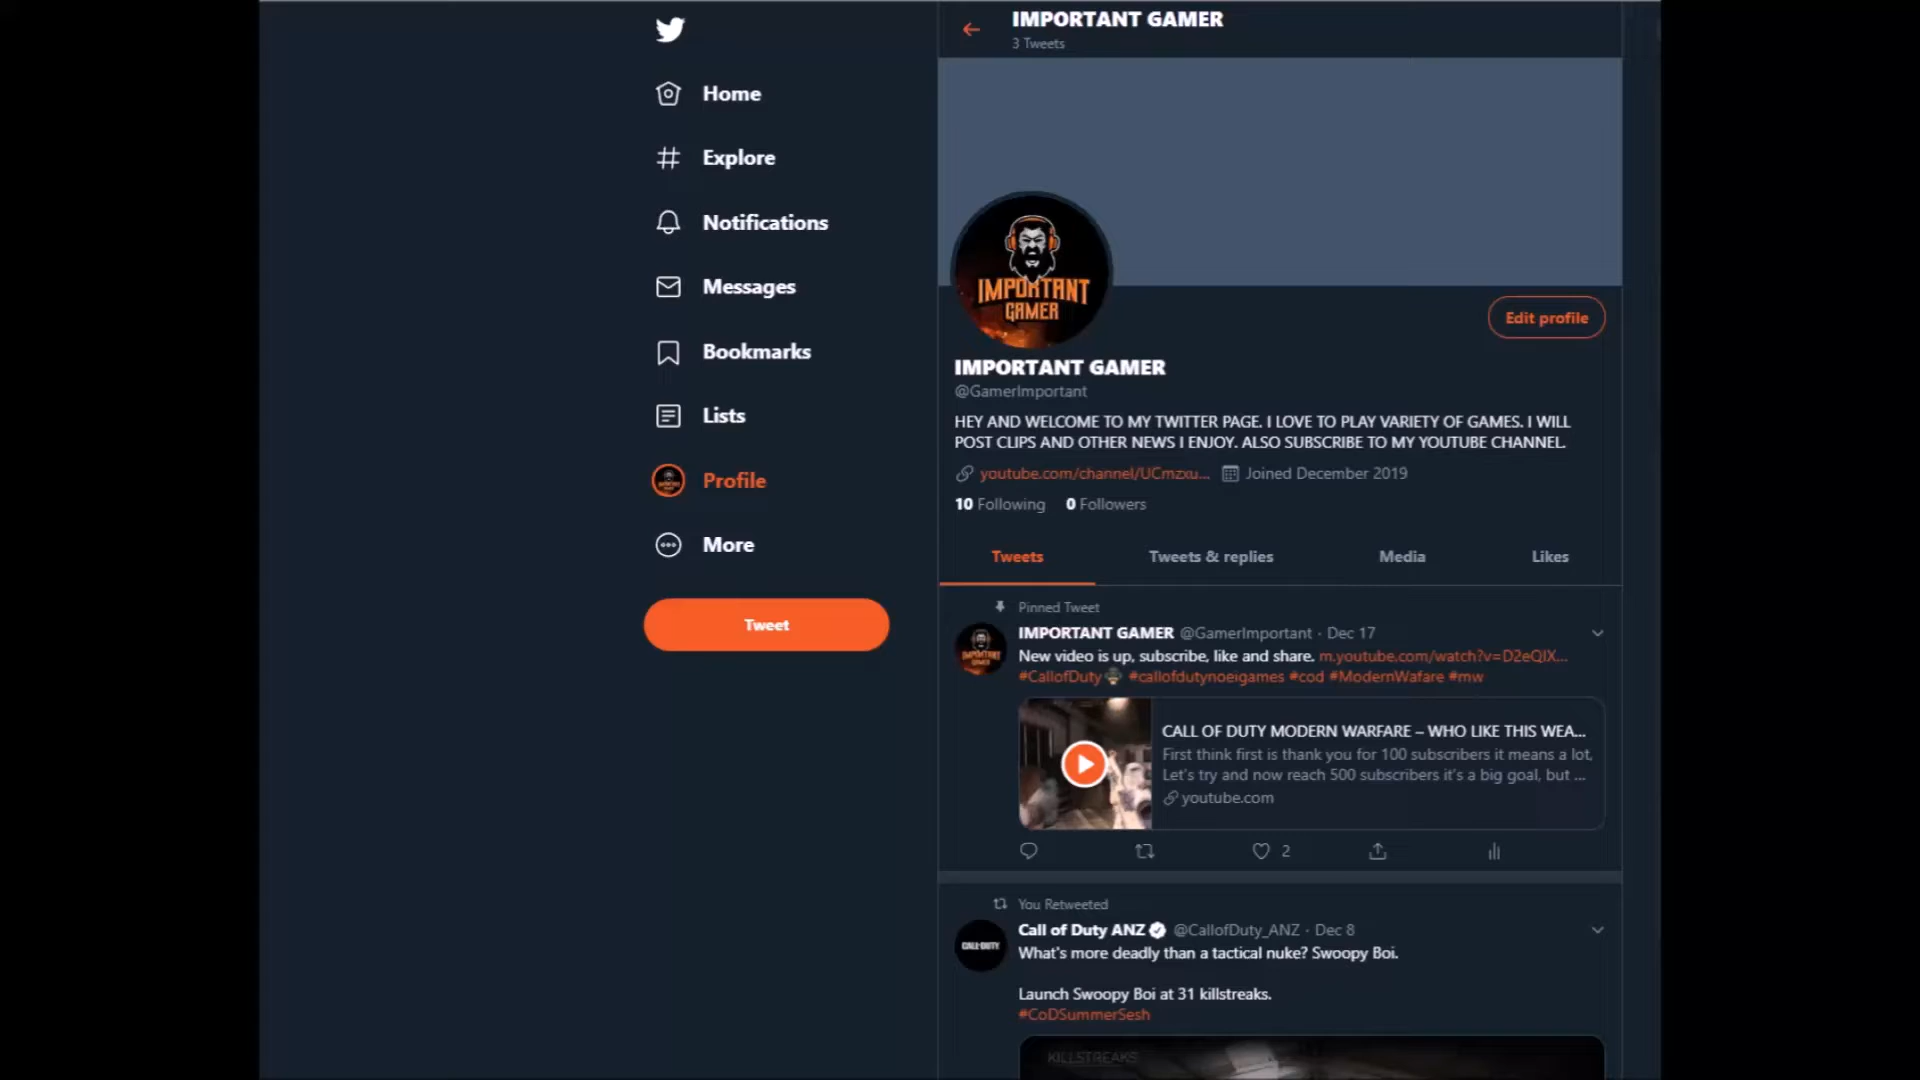 IMPORTANT GAMER
3 Tweets
Home
Explore
Notifications
Messages
Bookmarks
Lists
Profile
More
Tweet
IMPORTANT
GAMER
Edit profile
IMPORTANT GAMER
@GamerImportant
HEY AND WELCOME TO MY TWITTER PAGE. I LOVE TO PLAY VARIETY OF GAMES. I WILL
POST CLIPS AND OTHER NEWS I ENJOY. ALSO SUBSCRIBE TO MY YOUTUBE CHANNEL.
youtube.com/channel/UCmzxu... Joined December 2019
10 Following 0 Followers
Tweets Tweets & replies Media Likes
Pinned Tweet
IMPORTANT GAMER @GamerImportant · Dec 17
New video is up, subscribe, like and share. m.youtube.com/watch?v=D2eQIX...
#CallofDuty #callofdutynoeigames #cod #ModernWafare #mw
CALL OF DUTY MODERN WARFARE – WHO LIKE THIS WEA...
First think first is thank you for 100 subscribers it means a lot,
Let's try and now reach 500 subscribers it's a big goal, but ...
youtube.com
2
You Retweeted
Call of Duty ANZ @CallofDuty_ANZ · Dec 8
CALL OF DUTY
What's more deadly than a tactical nuke? Swoopy Boi.
Launch Swoopy Boi at 31 killstreaks.
#CoDSummerSesh
KILLSTREAKS